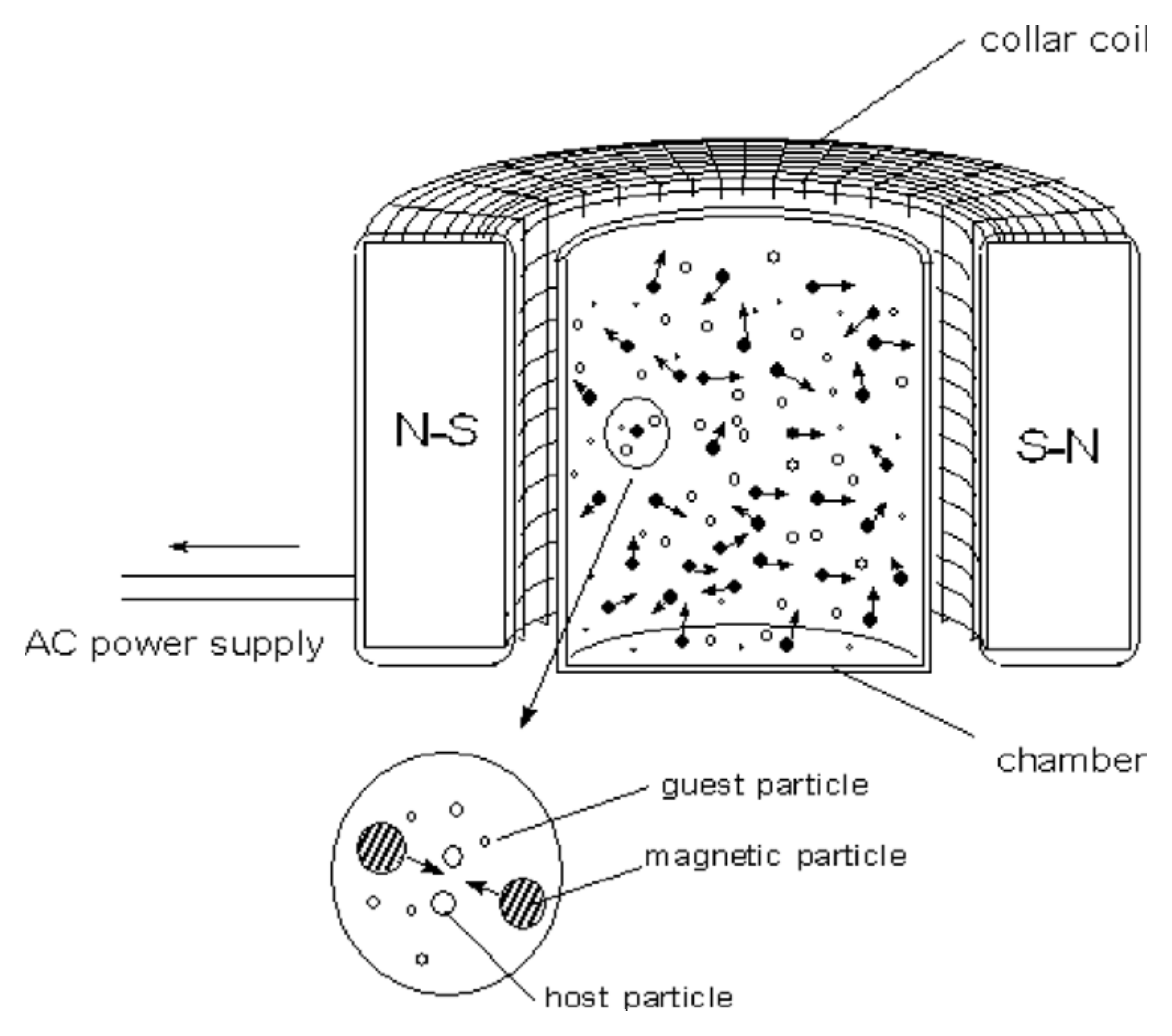 collar coil
N-S
S-N
AC power supply
chamber
guest particle
magnetic particle
host particle